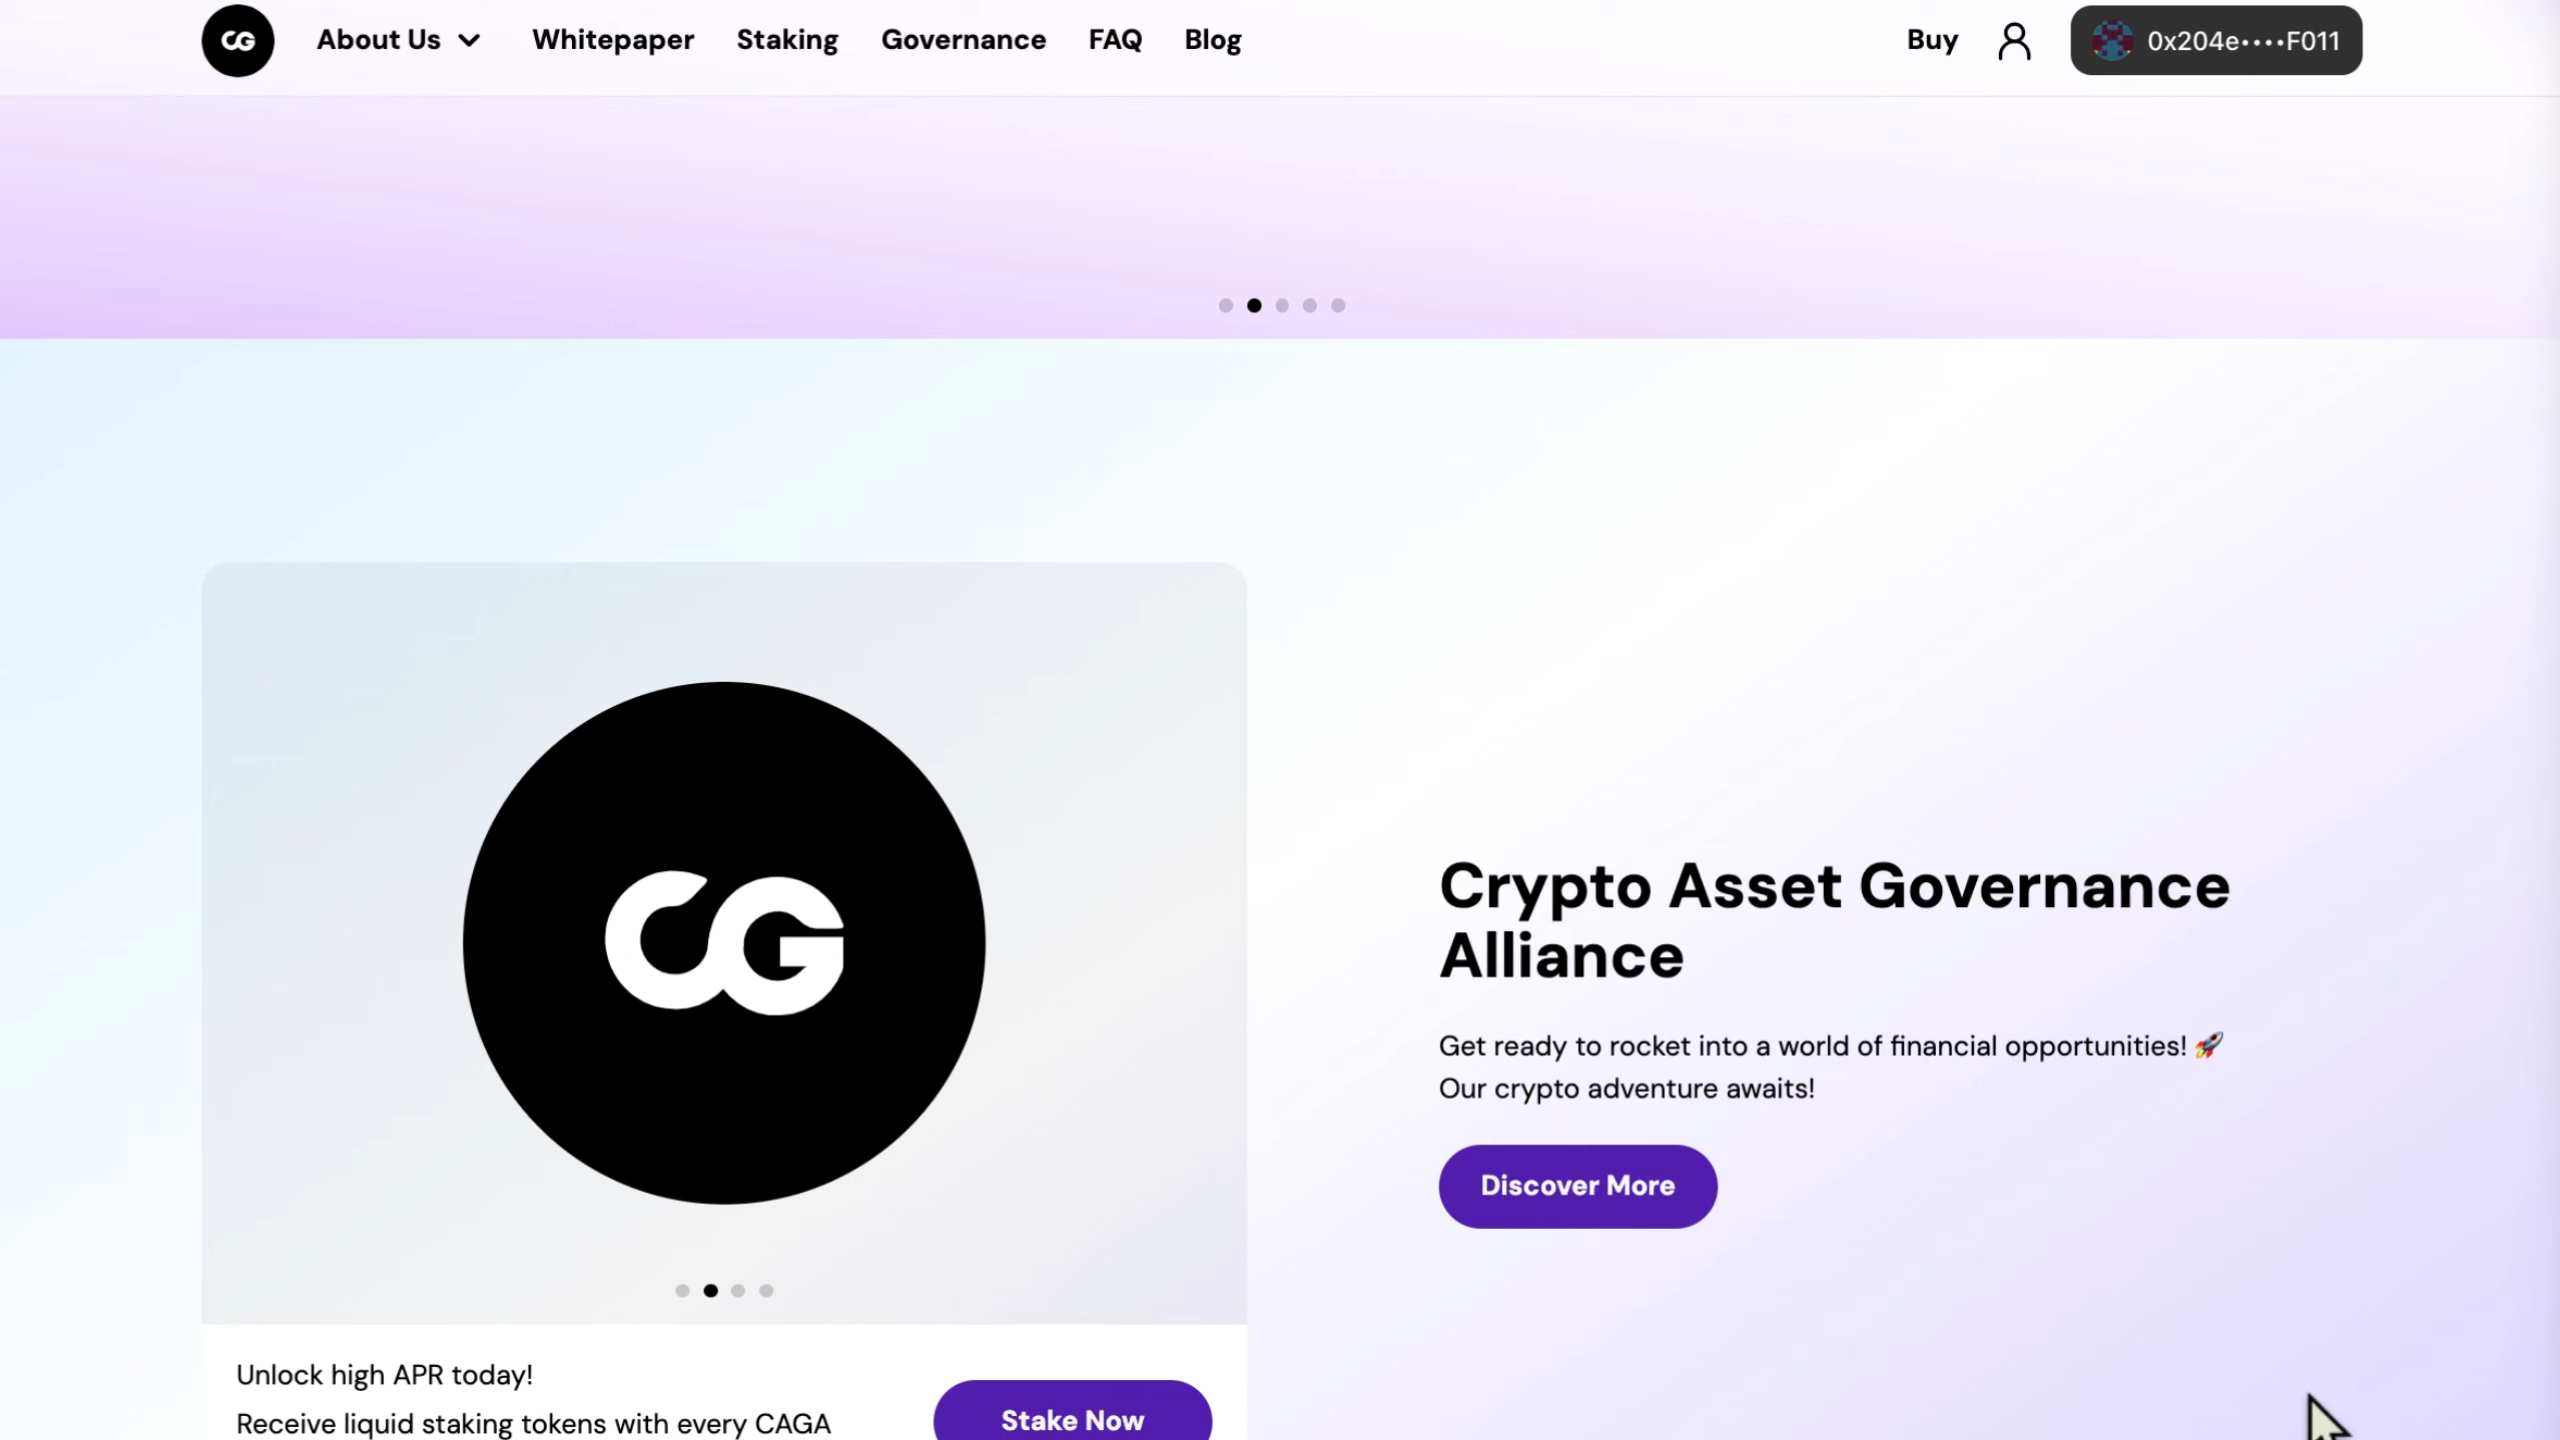 CG
About Us
Whitepaper
Staking
Governance
FAQ
Blog
Buy
0x204e••••F011
CG
Crypto Asset Governance
Alliance
Get ready to rocket into a world of financial opportunities! 🚀
Our crypto adventure awaits!
Discover More
Unlock high APR today!
Receive liquid staking tokens with every CAGA
Stake Now